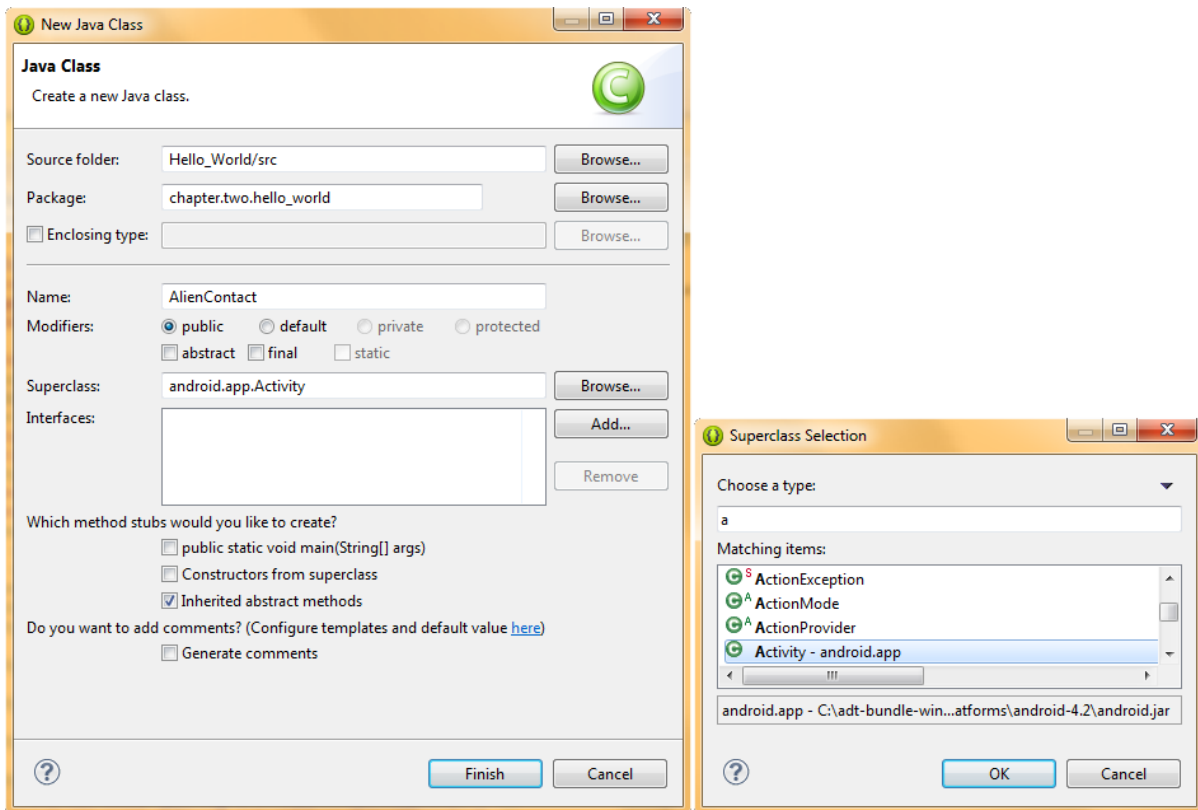 New Java Class
Java Class
Create a new Java class.
Source folder: Hello_World/src Browse...
Package: chapter.two.hello_world Browse...
Enclosing type: Browse...
Name: AlienContact
Modifiers: public default private protected
abstract final static
Superclass: android.app.Activity Browse...
Interfaces: Add...
Remove
Which method stubs would you like to create?
public static void main(String[] args)
Constructors from superclass
Inherited abstract methods
Do you want to add comments? (Configure templates and default value here)
Generate comments
Finish Cancel
Superclass Selection
Choose a type:
a
Matching items:
S ActionException
A ActionMode
A ActionProvider
Activity - android.app
android.app - C:\adt-bundle-win...atforms\android-4.2\android.jar
OK Cancel